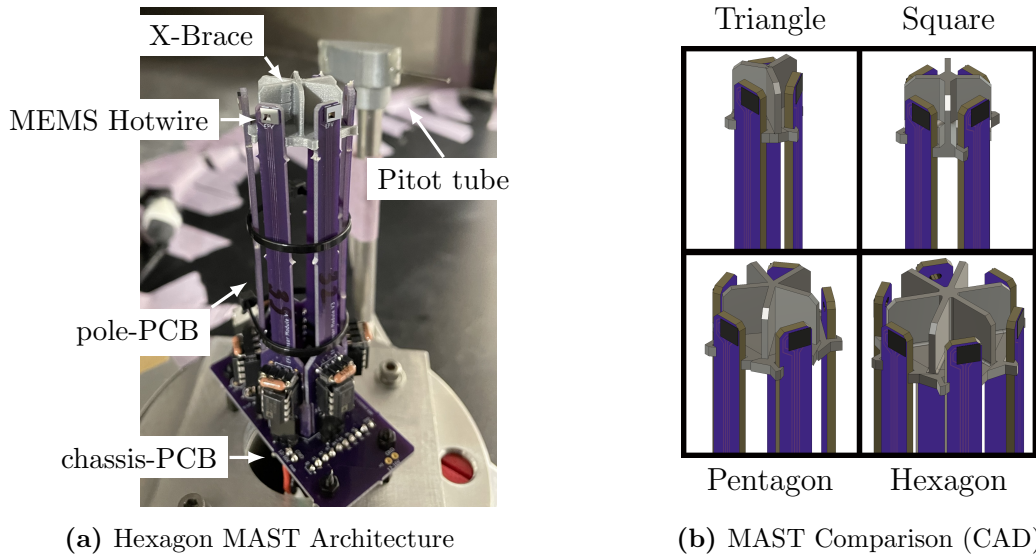 X-Brace
MEMS Hotwire
Pitot tube
pole-PCB
chassis-PCB
(a) Hexagon MAST Architecture
Triangle
Square
Pentagon
Hexagon
(b) MAST Comparison (CAD)